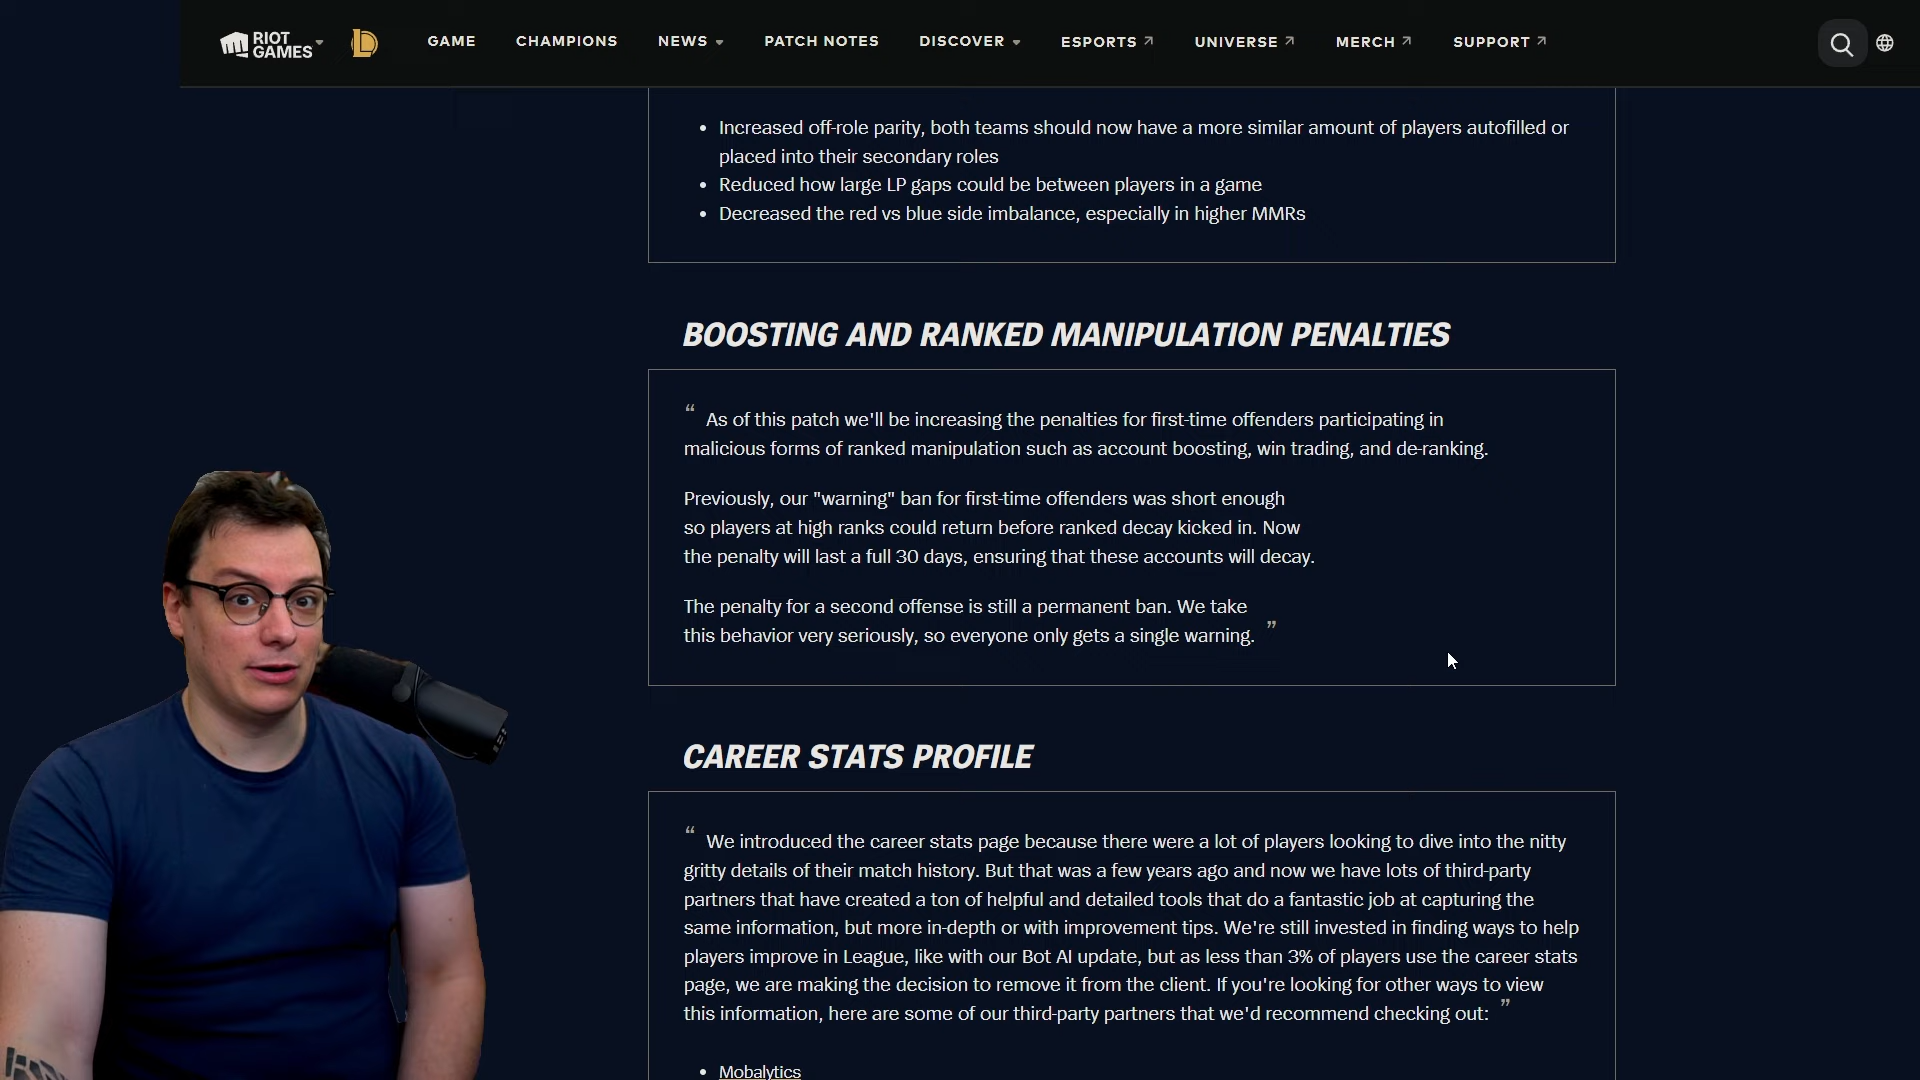 RIOT
GAMES
GAME
CHAMPIONS
NEWS
PATCH NOTES
DISCOVER
ESPORTS
UNIVERSE
MERCH
SUPPORT
• Increased off-role parity, both teams should now have a more similar amount of players autofilled or
placed into their secondary roles
• Reduced how large LP gaps could be between players in a game
• Decreased the red vs blue side imbalance, especially in higher MMRs
BOOSTING AND RANKED MANIPULATION PENALTIES
“ As of this patch we'll be increasing the penalties for first-time offenders participating in
malicious forms of ranked manipulation such as account boosting, win trading, and de-ranking.
Previously, our "warning" ban for first-time offenders was short enough
so players at high ranks could return before ranked decay kicked in. Now
the penalty will last a full 30 days, ensuring that these accounts will decay.
The penalty for a second offense is still a permanent ban. We take
this behavior very seriously, so everyone only gets a single warning. ”
CAREER STATS PROFILE
“ We introduced the career stats page because there were a lot of players looking to dive into the nitty
gritty details of their match history. But that was a few years ago and now we have lots of third-party
partners that have created a ton of helpful and detailed tools that do a fantastic job at capturing the
same information, but more in-depth or with improvement tips. We're still invested in finding ways to help
players improve in League, like with our Bot AI update, but as less than 3% of players use the career stats
page, we are making the decision to remove it from the client. If you're looking for other ways to view
this information, here are some of our third-party partners that we'd recommend checking out: ”
• Mobalytics